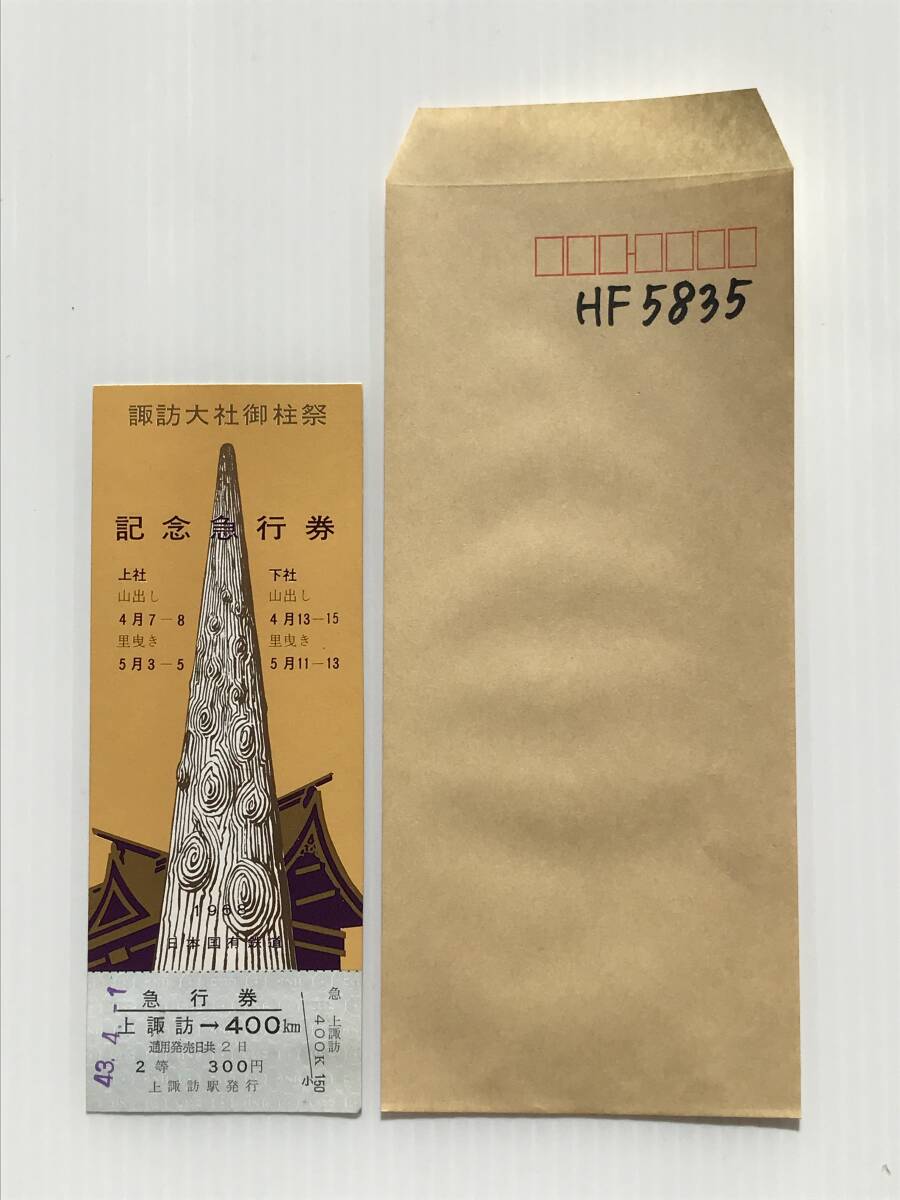 諏訪大社御柱祭
記念急行券
上社
山出し
4月7－8
里曳き
5月3－5
下社
山出し
4月13－15
里曳き
5月11－13
1968
日本国有鉄道
43.4.-1
急行券
上諏訪→400km
通用発売日共2日
2等 300円
上諏訪駅発行
急 上諏訪
400K
小 150
HF5835